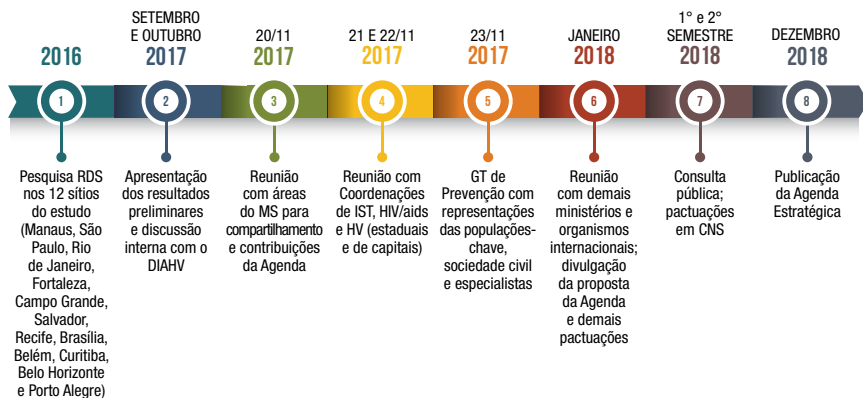 2016
1
Pesquisa RDS
nos 12 sítios
do estudo
(Manaus, São
Paulo, Rio
de Janeiro,
Fortaleza,
Campo Grande,
Salvador,
Recife, Brasília,
Belém, Curitiba,
Belo Horizonte
e Porto Alegre)
SETEMBRO
E OUTUBRO
2017
2
Apresentação
dos resultados
preliminares
e discussão
interna com o
DIAHV
20/11
2017
3
Reunião
com áreas
do MS para
compartilhamento
e contribuições
da Agenda
21 E 22/11
2017
4
Reunião com
Coordenações
de IST, HIV/aids
e HV (estaduais
e de capitais)
23/11
2017
5
GT de
Prevenção com
representações
das populações-
chave,
sociedade civil
e especialistas
JANEIRO
2018
6
Reunião
com demais
ministérios e
organismos
internacionais;
divulgação
da proposta
da Agenda
e demais
pactuações
1° e 2°
SEMESTRE
2018
7
Consulta
pública;
pactuações
em CNS
DEZEMBRO
2018
8
Publicação
da Agenda
Estratégica